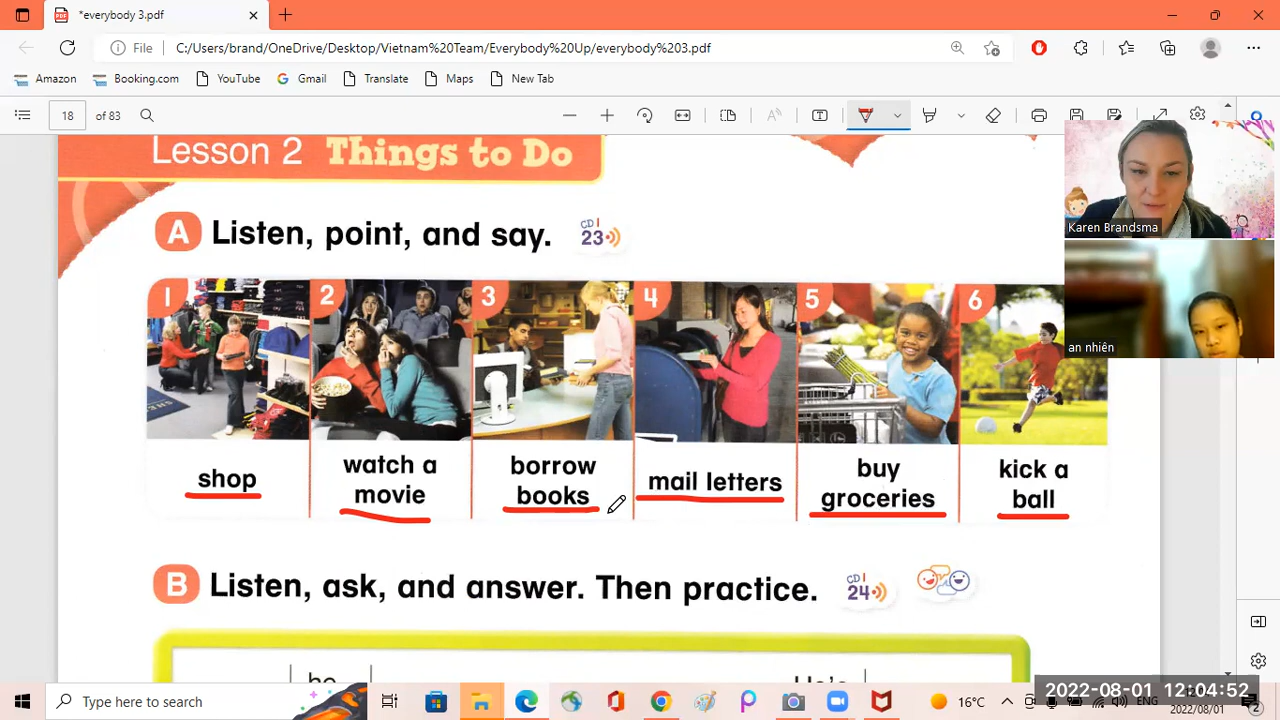 *everybody 3.pdf
File
C:/Users/brand/OneDrive/Desktop/Vietnam%20Team/Everybody%20Up/everybody%203.pdf
Amazon
Booking.com
YouTube
Gmail
Translate
Maps
New Tab
18 of 83
Lesson 2 Things to Do
A Listen, point, and say.
CD 1
23
1
2
3
4
5
6
shop
watch a
movie
borrow
books
mail letters
buy
groceries
kick a
ball
B Listen, ask, and answer. Then practice.
CD 1
24
he
He's
Karen Brandsma
an nhiên
Type here to search
16°C
ENG
2022-08-01 12:04:52
2022/08/01
2